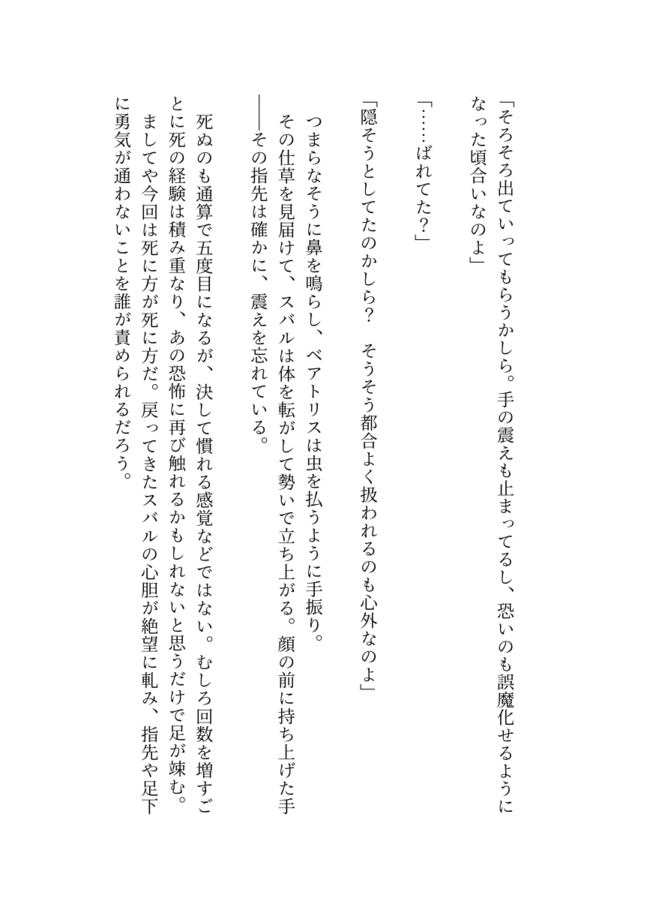 「そろそろ出ていってもらうかしら。手の震えも止まってるし、恐いのも誤魔化せるように
なった頃合いなのよ」
「……ばれてた？」
「隠そうとしてたのかしら？　そうそう都合よく扱われるのも心外なのよ」
つまらなそうに鼻を鳴らし、ベアトリスは虫を払うように手振り。
その仕草を見届けて、スバルは体を転がして勢いで立ち上がる。顔の前に持ち上げた手
――その指先は確かに、震えを忘れている。
死ぬのも通算で五度目になるが、決して慣れる感覚などではない。むしろ回数を増すご
とに死の経験は積み重なり、あの恐怖に再び触れるかもしれないと思うだけで足が竦む。
ましてや今回は死に方が死に方だ。戻ってきたスバルの心胆が絶望に軋み、指先や足下
に勇気が通わないことを誰が責められるだろう。